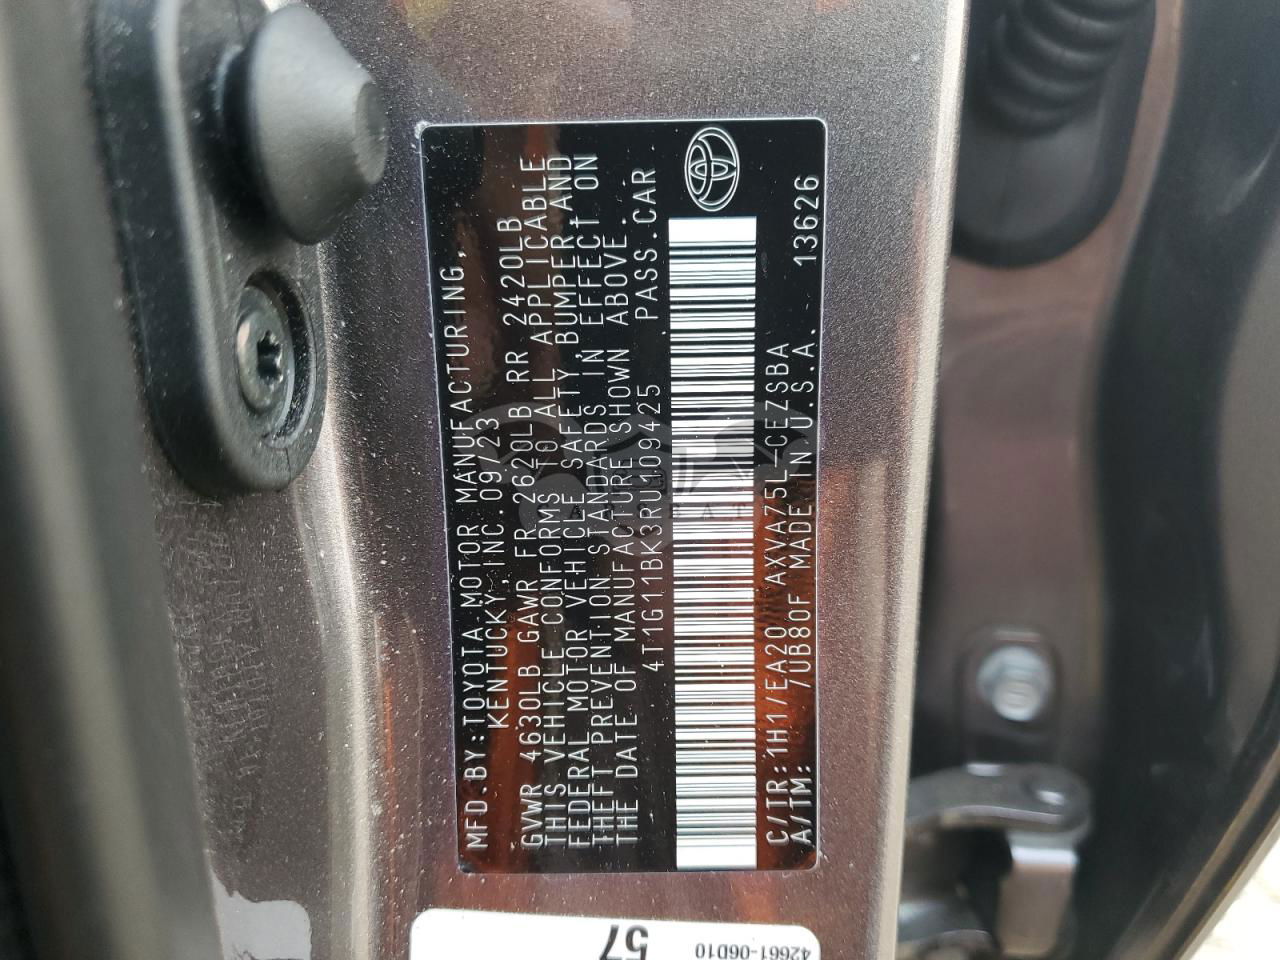 MFD.BY:TOYOTA MOTOR MANUFACTURING,
KENTUCKY,INC.09/23
GVWR 4630LB GAWR FR 2620LB RR 2420LB
THIS VEHICLE CONFORMS TO ALL APPLICABLE
FEDERAL MOTOR VEHICLE SAFETY,BUMPER AND
THEFT PREVENTION STANDARDS IN EFFECT ON
THE DATE OF MANUFACTURE SHOWN ABOVE.
4T1G11BK3RU109425 PASS.CAR
C/TR:1H1/EA20 AXVA75L-CEZSBA
A/TM: /UB80F MADE IN U.S.A. 13626
57
42661-06D10